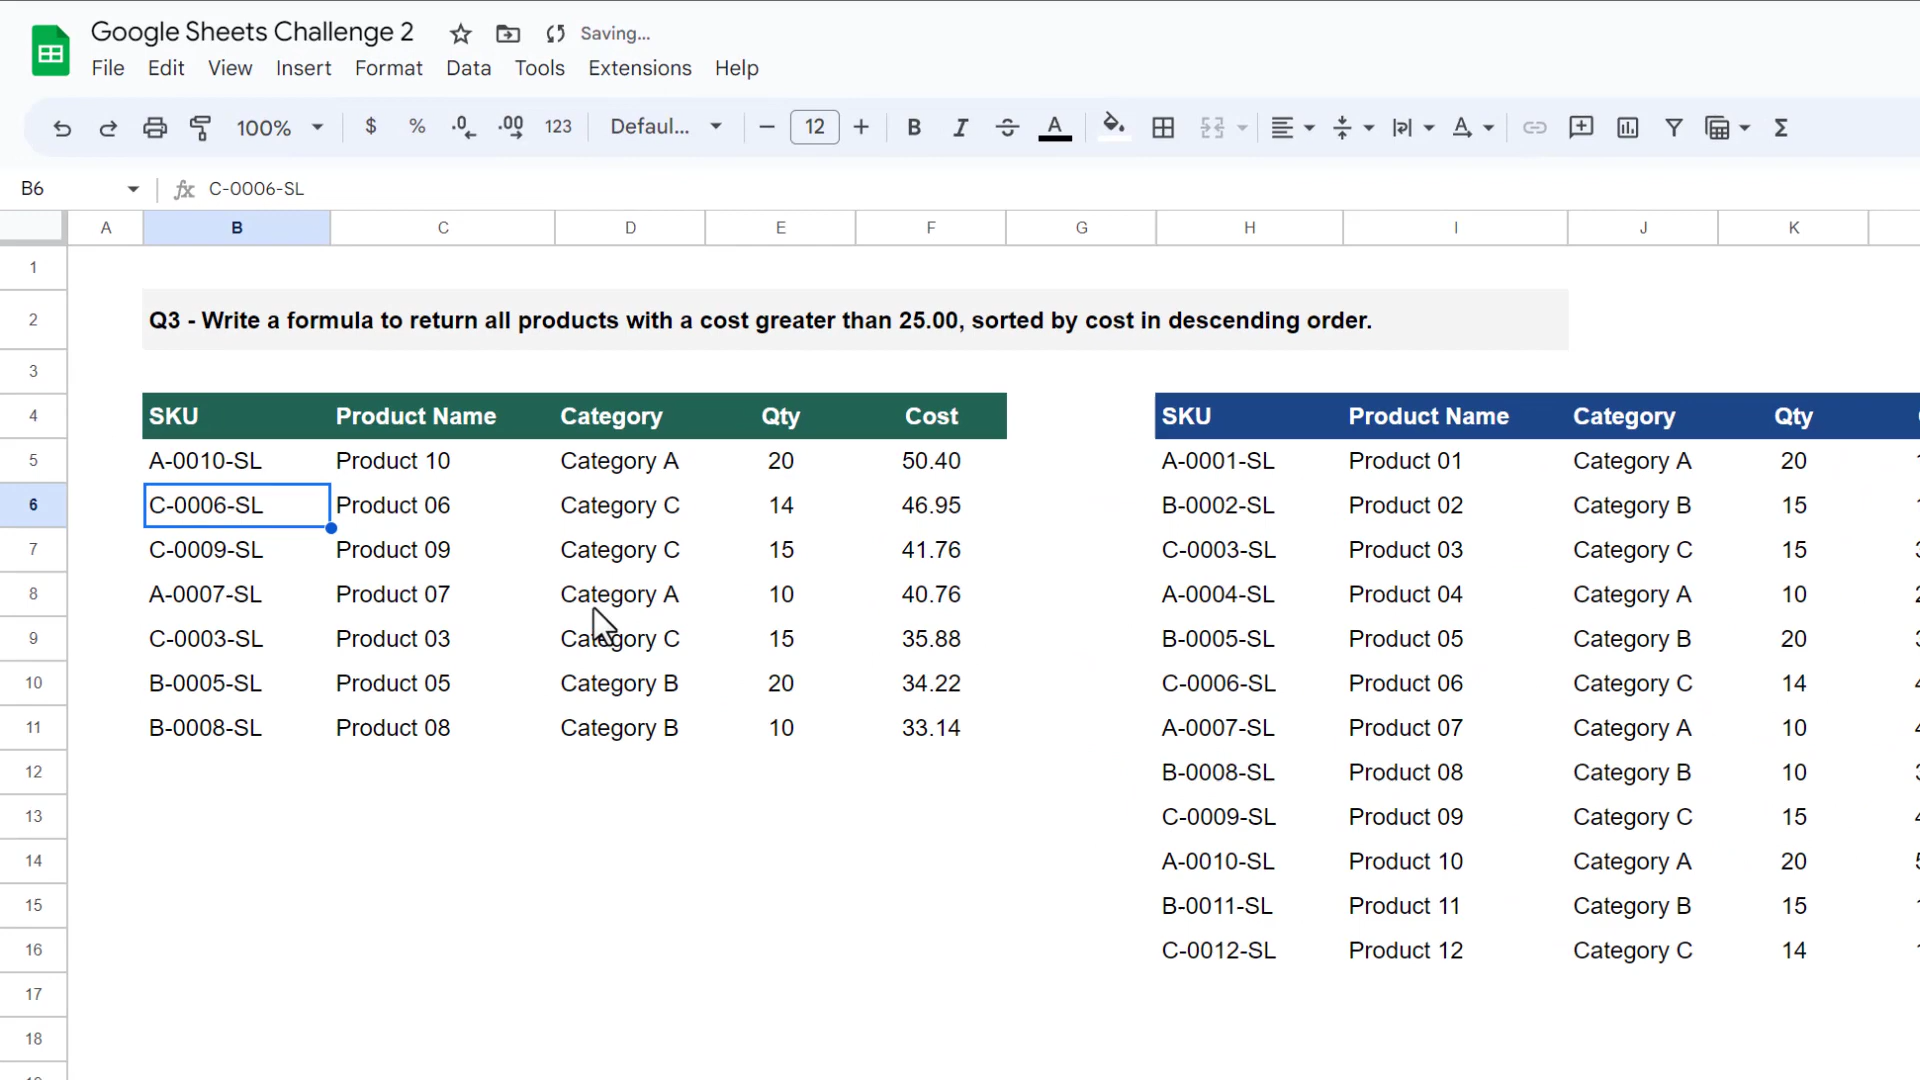 Google Sheets Challenge 2 Saving...
File Edit View Insert Format Data Tools Extensions Help
100% $ % .0 .00 123 Defaul... 12 B I A A Σ
B6 fx C-0006-SL
A B C D E F G H I J K
1
2 Q3 - Write a formula to return all products with a cost greater than 25.00, sorted by cost in descending order.
3
4 SKU Product Name Category Qty Cost SKU Product Name Category Qty
5 A-0010-SL Product 10 Category A 20 50.40 A-0001-SL Product 01 Category A 20
6 C-0006-SL Product 06 Category C 14 46.95 B-0002-SL Product 02 Category B 15
7 C-0009-SL Product 09 Category C 15 41.76 C-0003-SL Product 03 Category C 15
8 A-0007-SL Product 07 Category A 10 40.76 A-0004-SL Product 04 Category A 10
9 C-0003-SL Product 03 Category C 15 35.88 B-0005-SL Product 05 Category B 20
10 B-0005-SL Product 05 Category B 20 34.22 C-0006-SL Product 06 Category C 14
11 B-0008-SL Product 08 Category B 10 33.14 A-0007-SL Product 07 Category A 10
12 B-0008-SL Product 08 Category B 10
13 C-0009-SL Product 09 Category C 15
14 A-0010-SL Product 10 Category A 20
15 B-0011-SL Product 11 Category B 15
16 C-0012-SL Product 12 Category C 14
17
18